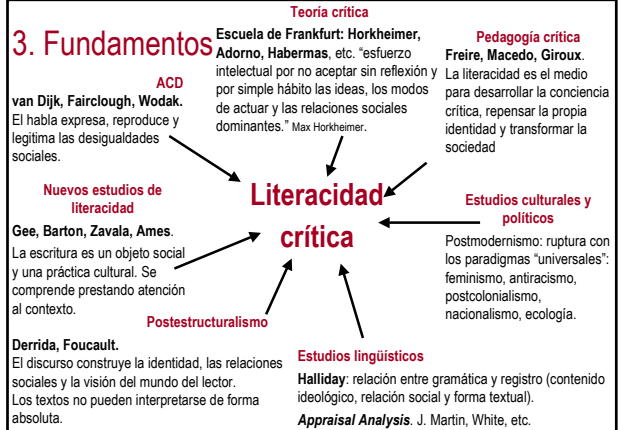 3. Fundamentos
Teoría crítica
Escuela de Frankfurt: Horkheimer,
Adorno, Habermas, etc. “esfuerzo
intelectual por no aceptar sin reflexión y
por simple hábito las ideas, los modos
de actuar y las relaciones sociales
dominantes.” Max Horkheimer.
Pedagogía crítica
Freire, Macedo, Giroux.
La literacidad es el medio
para desarrollar la conciencia
crítica, repensar la propia
identidad y transformar la
sociedad
ACD
van Dijk, Fairclough, Wodak.
El habla expresa, reproduce y
legitima las desigualdades
sociales.
Literacidad
crítica
Nuevos estudios de
literacidad
Gee, Barton, Zavala, Ames.
La escritura es un objeto social
y una práctica cultural. Se
comprende prestando atención
al contexto.
Estudios culturales y
políticos
Postmodernismo: ruptura con
los paradigmas “universales”:
feminismo, antiracismo,
postcolonialismo,
nacionalismo, ecología.
Postestructuralismo
Derrida, Foucault.
El discurso construye la identidad, las relaciones
sociales y la visión del mundo del lector.
Los textos no pueden interpretarse de forma
absoluta.
Estudios lingüísticos
Halliday: relación entre gramática y registro (contenido
ideológico, relación social y forma textual).
Appraisal Analysis. J. Martin, White, etc.